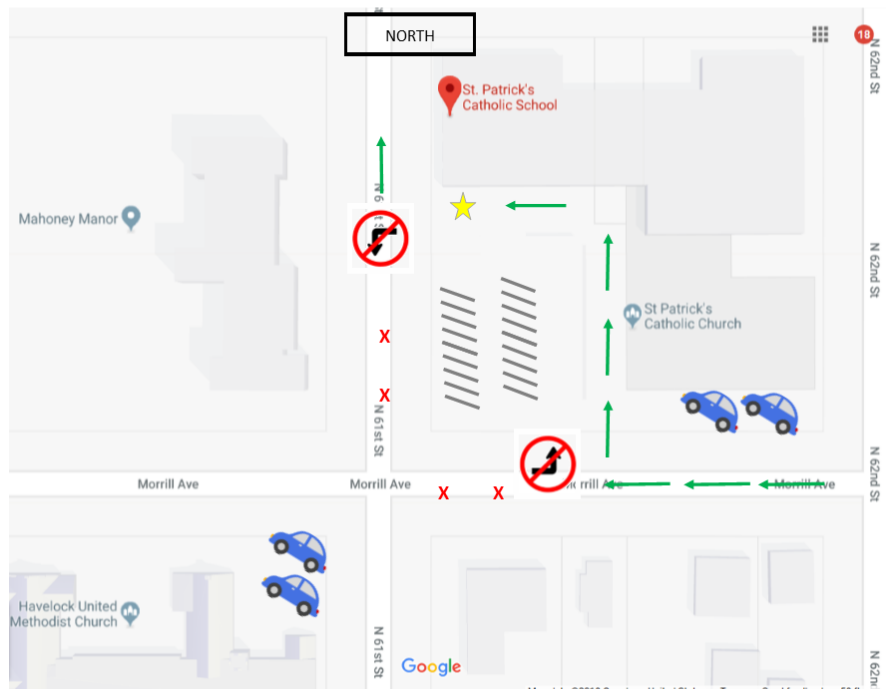 NORTH
18
N 62nd St
St. Patrick's
Catholic School
Mahoney Manor
N 62nd St
St Patrick's
Catholic Church
X
X
N 61st St
Morrill Ave
Morrill Ave
Morrill Ave
N 62nd St
X
X
Havelock United
Methodist Church
N 61st St
Google